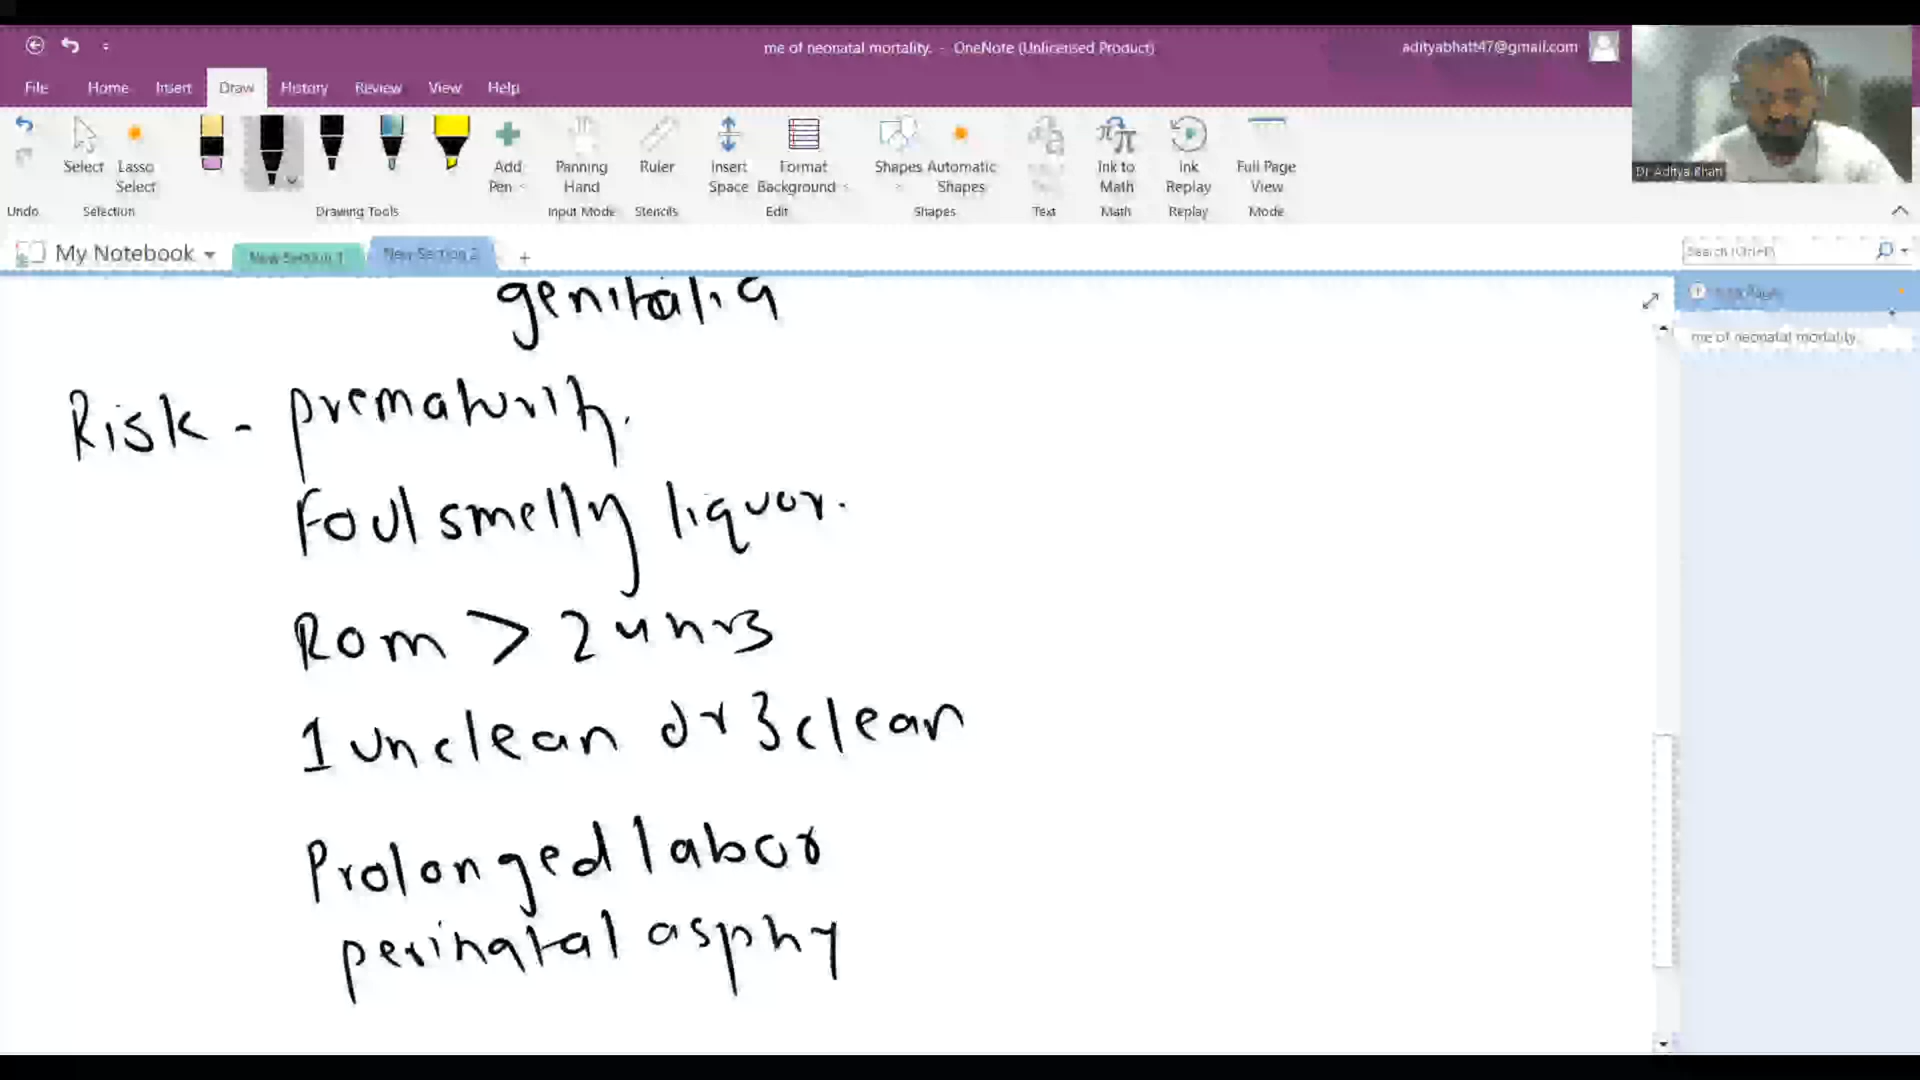 me of neonatal mortality. - OneNote (Unlicensed Product)
adityabhatt47@gmail.com
File Home Insert Draw History Review View Help
Select
Lasso Select
Add Pen
Panning Hand
Ruler
Insert Space
Format Background
Shapes
Automatic Shapes
Ink to Math
Ink Replay
Full Page View
Undo Selection Drawing Tools Input Mode Stencils Edit Shapes Text Math Replay Mode
Dr Aditya Bhatt
My Notebook New Section 1 New Section 2 +
Search (Ctrl+E)
me of neonatal mortality.
genitalia
Risk - prematurity.
Foul smelly liquor.
Rom > 24 hrs
1 unclean or 3 clean
Prolonged labor
perinatal asphy